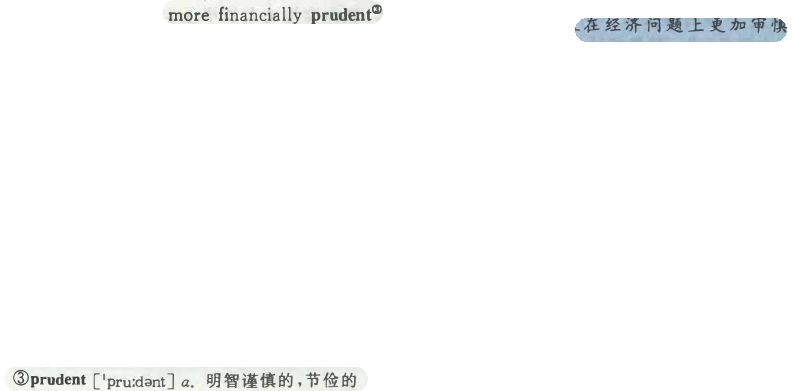 more financially prudent③
在经济问题上更加审慎
③prudent [ˈpruːdənt] a. 明智谨慎的,节俭的